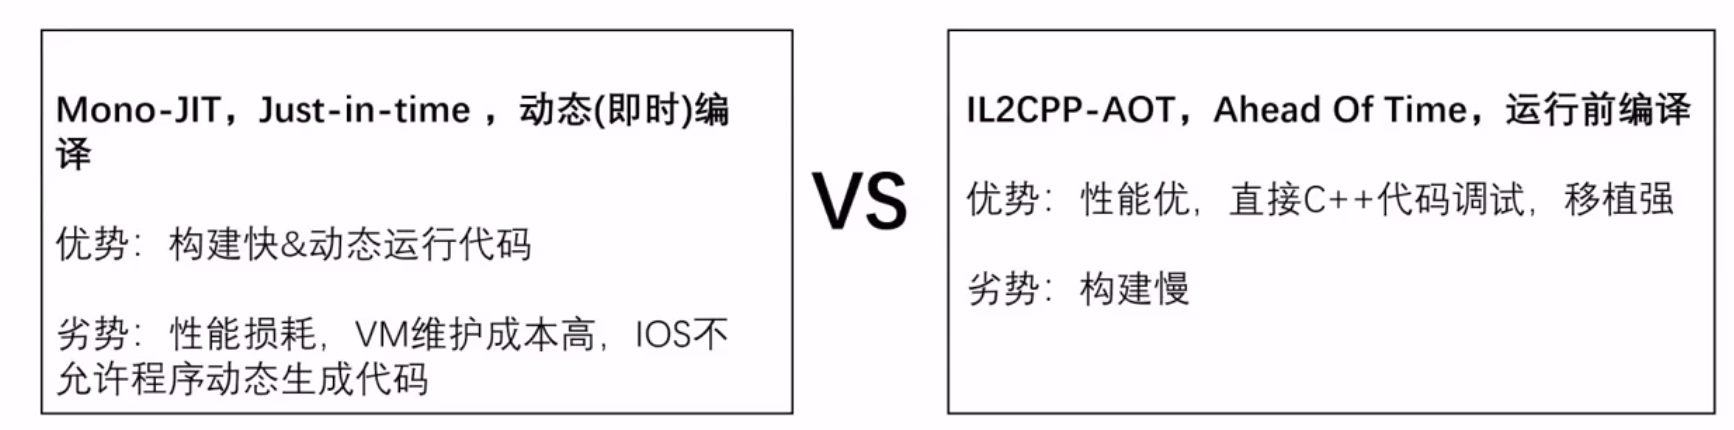 Mono-JIT，Just-in-time ，动态(即时)编
译
优势：构建快&动态运行代码
劣势：性能损耗，VM维护成本高，IOS不
允许程序动态生成代码
VS
IL2CPP-AOT，Ahead Of Time，运行前编译
优势：性能优，直接C++代码调试，移植强
劣势：构建慢